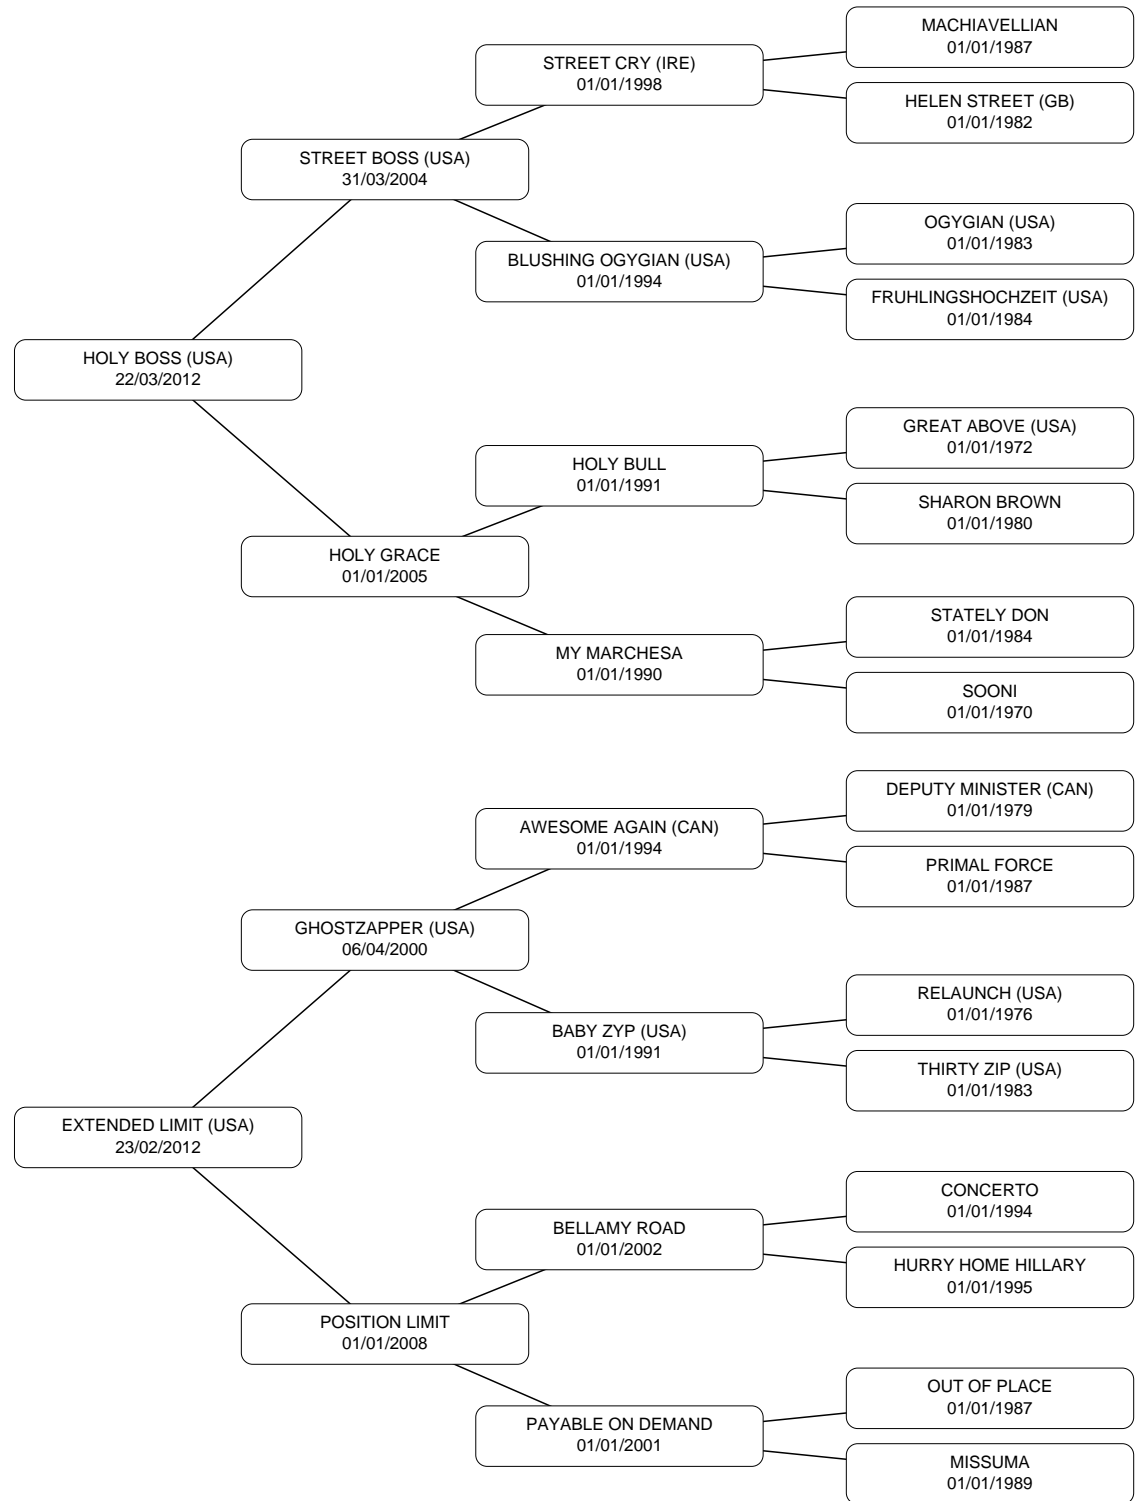 MACHIAVELLIAN
01/01/1987
STREET CRY (IRE)
01/01/1998
HELEN STREET (GB)
01/01/1982
STREET BOSS (USA)
31/03/2004
OGYGIAN (USA)
01/01/1983
BLUSHING OGYGIAN (USA)
01/01/1994
FRUHLINGSHOCHZEIT (USA)
01/01/1984
HOLY BOSS (USA)
22/03/2012
GREAT ABOVE (USA)
01/01/1972
HOLY BULL
01/01/1991
SHARON BROWN
01/01/1980
HOLY GRACE
01/01/2005
STATELY DON
01/01/1984
MY MARCHESA
01/01/1990
SOONI
01/01/1970
DEPUTY MINISTER (CAN)
01/01/1979
AWESOME AGAIN (CAN)
01/01/1994
PRIMAL FORCE
01/01/1987
GHOSTZAPPER (USA)
06/04/2000
RELAUNCH (USA)
01/01/1976
BABY ZYP (USA)
01/01/1991
THIRTY ZIP (USA)
01/01/1983
EXTENDED LIMIT (USA)
23/02/2012
CONCERTO
01/01/1994
BELLAMY ROAD
01/01/2002
HURRY HOME HILLARY
01/01/1995
POSITION LIMIT
01/01/2008
OUT OF PLACE
01/01/1987
PAYABLE ON DEMAND
01/01/2001
MISSUMA
01/01/1989